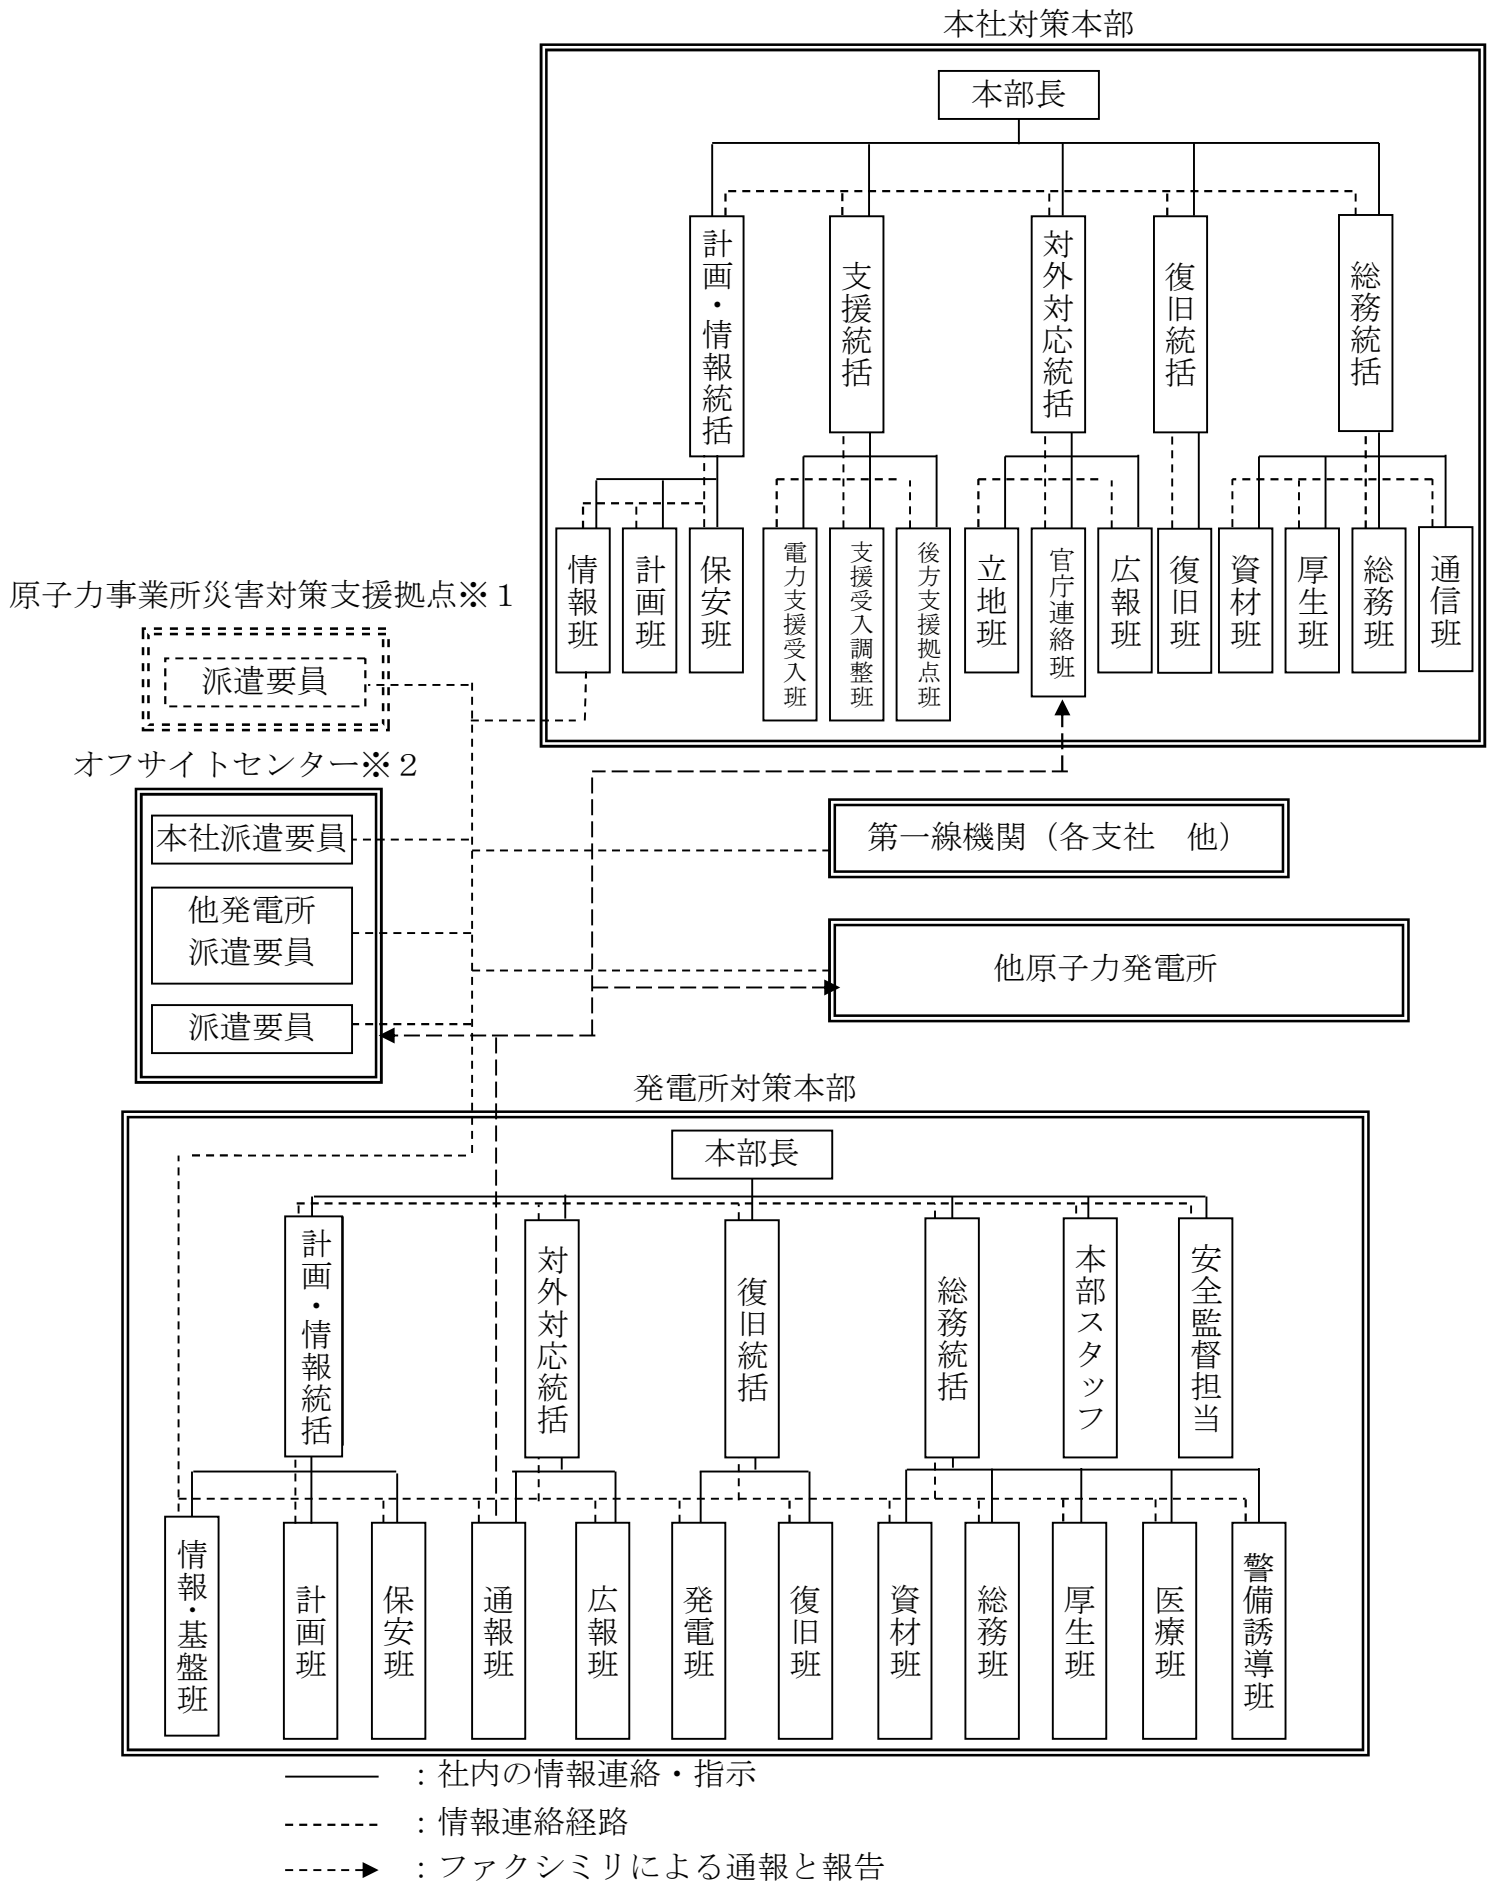 本社対策本部
本部長
計画・情報統括
支援統括
対外対応統括
復旧統括
総務統括
情報班
計画班
保安班
電力支援受入班
支援受入調整班
後方支援拠点班
立地班
官庁連絡班
広報班
復旧班
資材班
厚生班
総務班
通信班
原子力事業所災害対策支援拠点※１
派遣要員
オフサイトセンター※２
本社派遣要員
他発電所
派遣要員
派遣要員
第一線機関（各支社　他）
他原子力発電所
発電所対策本部
本部長
計画・情報統括
対外対応統括
復旧統括
総務統括
本部スタッフ
安全監督担当
情報・基盤班
計画班
保安班
通報班
広報班
発電班
復旧班
資材班
総務班
厚生班
医療班
警備誘導班
：社内の情報連絡・指示
：情報連絡経路
：ファクシミリによる通報と報告